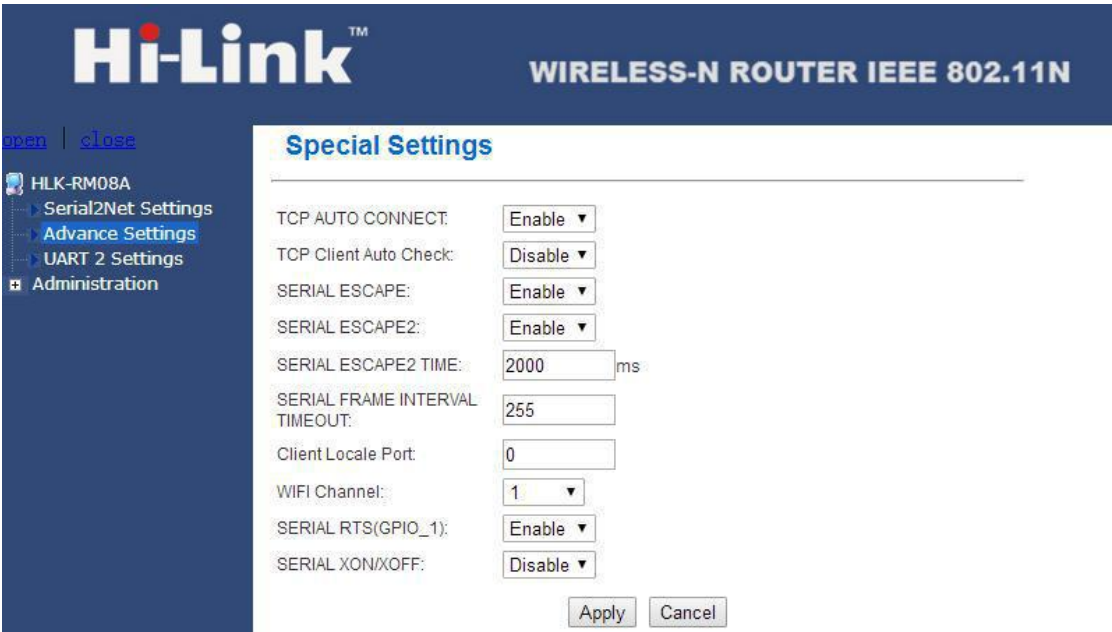 Hi-Link™
WIRELESS-N ROUTER IEEE 802.11N
open | close
HLK-RM08A
Serial2Net Settings
Advance Settings
UART 2 Settings
Administration
Special Settings
TCP AUTO CONNECT: Enable
TCP Client Auto Check: Disable
SERIAL ESCAPE: Enable
SERIAL ESCAPE2: Enable
SERIAL ESCAPE2 TIME: 2000 ms
SERIAL FRAME INTERVAL
TIMEOUT: 255
Client Locale Port: 0
WIFI Channel: 1
SERIAL RTS(GPIO_1): Enable
SERIAL XON/XOFF: Disable
Apply Cancel